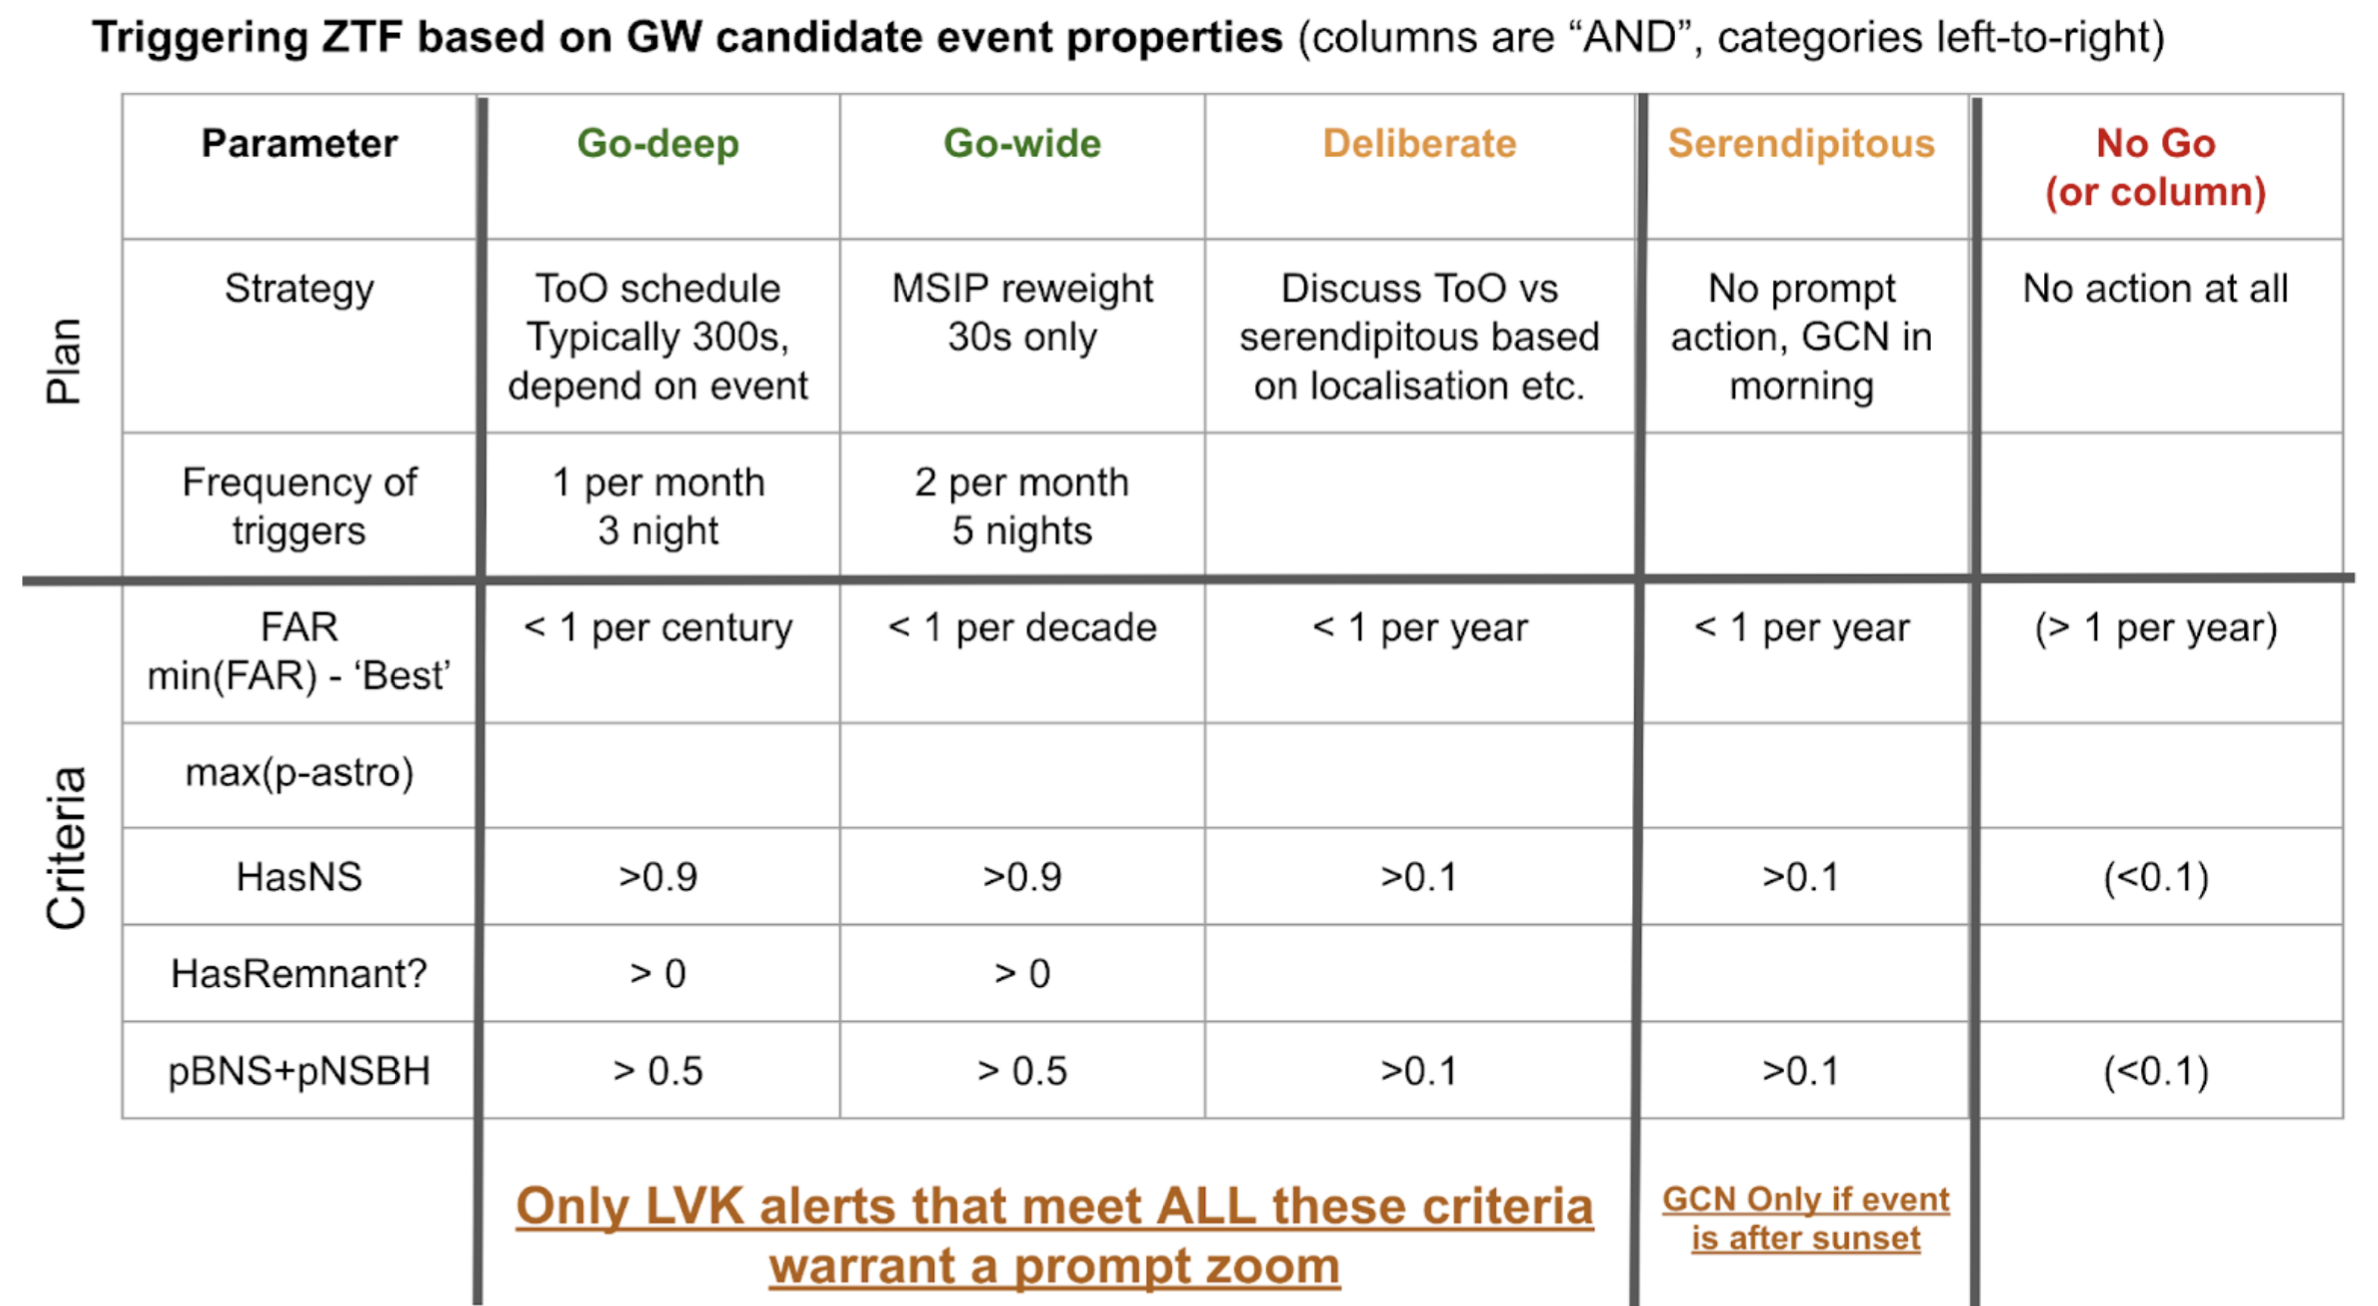 Triggering ZTF based on GW candidate event properties (columns are “AND”, categories left-to-right)
Parameter
Go-deep
Go-wide
Deliberate
Serendipitous
No Go
(or column)
Plan
Strategy
ToO schedule
Typically 300s,
depend on event
MSIP reweight
30s only
Discuss ToO vs
serendipitous based
on localisation etc.
No prompt
action, GCN in
morning
No action at all
Frequency of
triggers
1 per month
3 night
2 per month
5 nights
Criteria
FAR
min(FAR) - ‘Best’
< 1 per century
< 1 per decade
< 1 per year
< 1 per year
(> 1 per year)
max(p-astro)
HasNS
>0.9
>0.9
>0.1
>0.1
(<0.1)
HasRemnant?
> 0
> 0
pBNS+pNSBH
> 0.5
> 0.5
>0.1
>0.1
(<0.1)
Only LVK alerts that meet ALL these criteria
warrant a prompt zoom
GCN Only if event
is after sunset